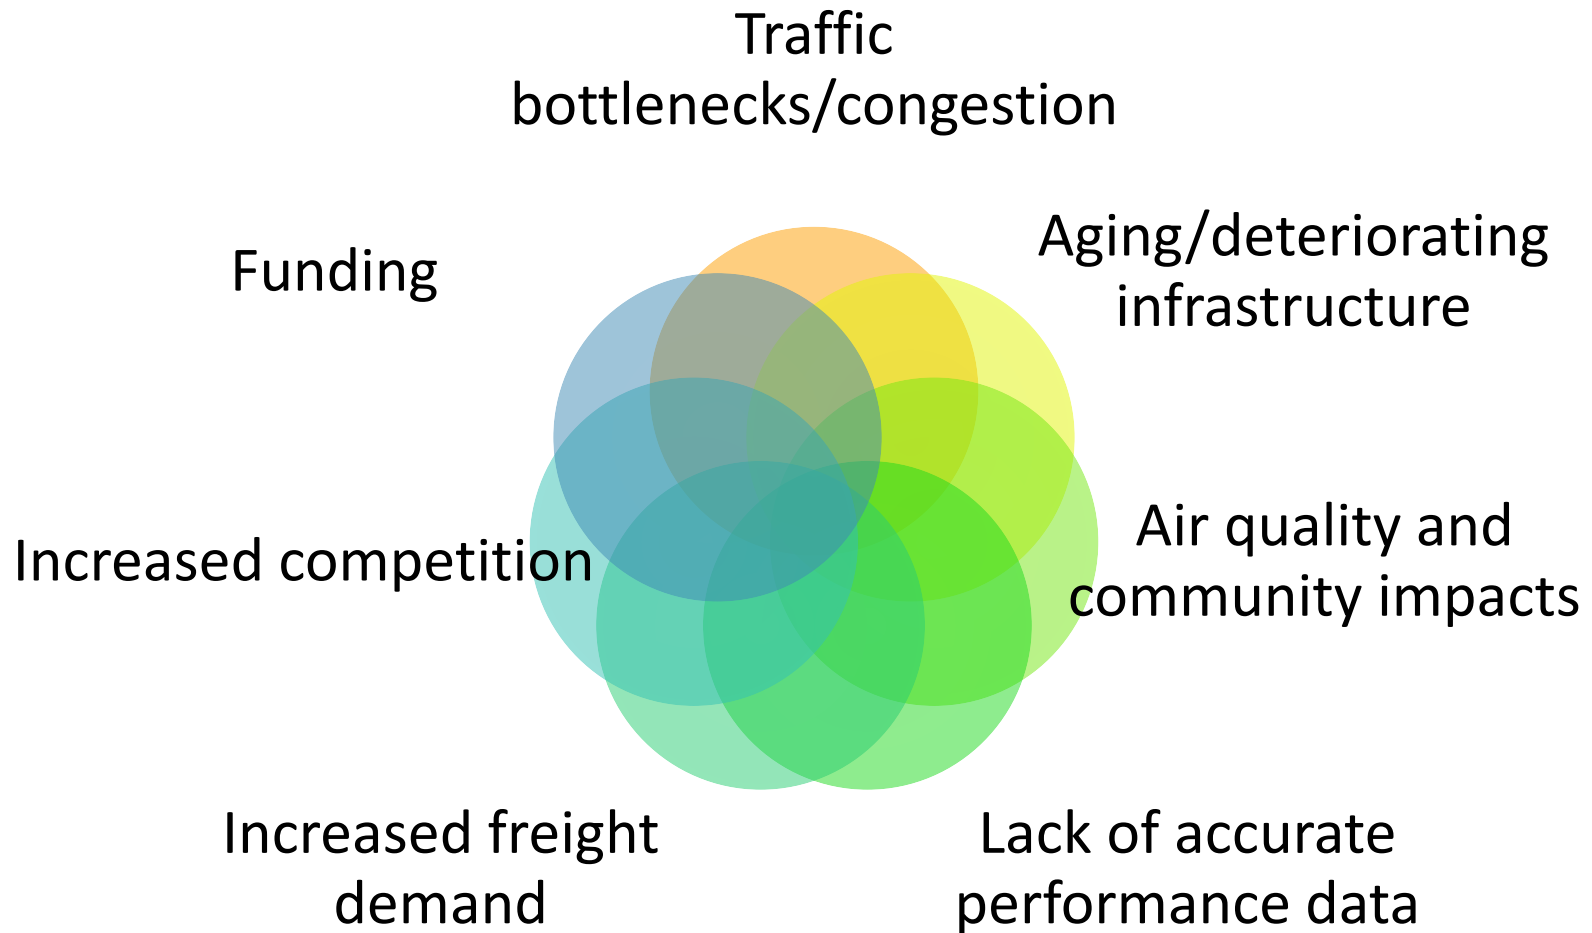 Traffic
bottlenecks/congestion
Aging/deteriorating
infrastructure
Funding
Air quality and
community impacts
Increased competition
Increased freight
demand
Lack of accurate
performance data